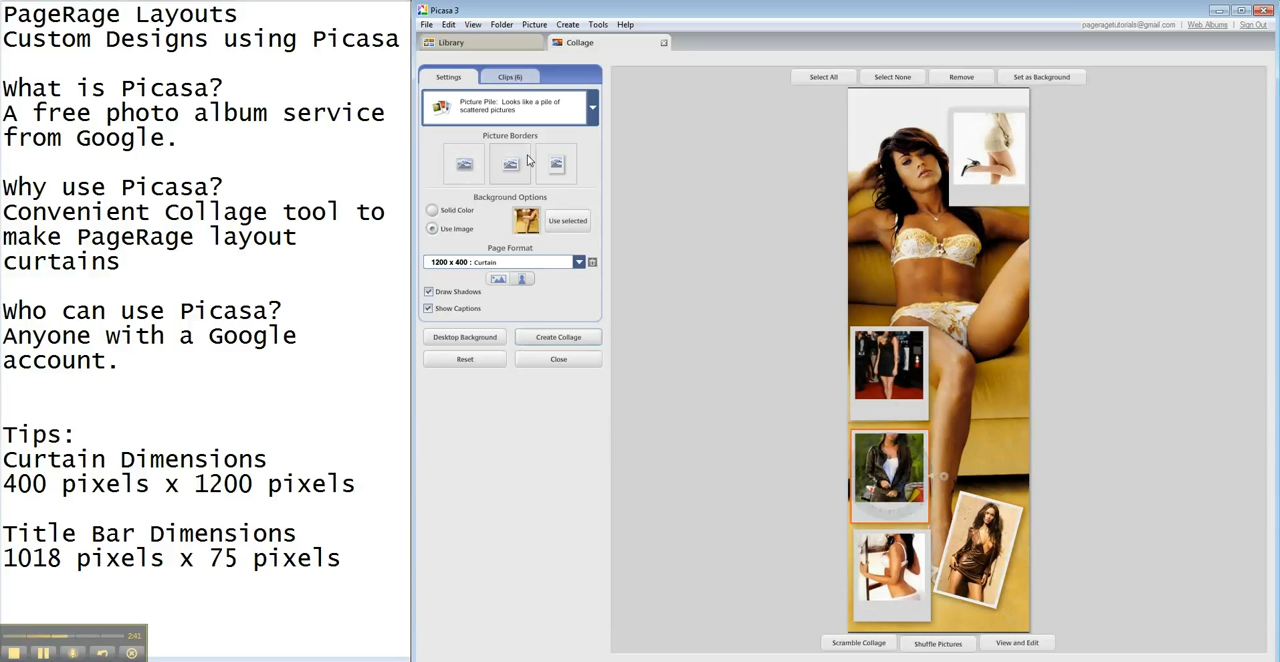 PageRage Layouts
Custom Designs using Picasa
What is Picasa?
A free photo album service
from Google.
Why use Picasa?
Convenient Collage tool to
make PageRage layout
curtains
Who can use Picasa?
Anyone with a Google
account.
Tips:
Curtain Dimensions
400 pixels x 1200 pixels
Title Bar Dimensions
1018 pixels x 75 pixels
2:41
Picasa 3
File Edit View Folder Picture Create Tools Help
pageragetutorials@gmail.com Web Albums Sign Out
Library Collage
Settings Clips (6)
Picture Pile: Looks like a pile of
scattered pictures
Picture Borders
Background Options
Solid Color
Use Image
Use selected
Page Format
1200 x 400 : Curtain
Draw Shadows
Show Captions
Desktop Background Create Collage
Reset Close
Select All Select None Remove Set as Background
Scramble Collage Shuffle Pictures View and Edit